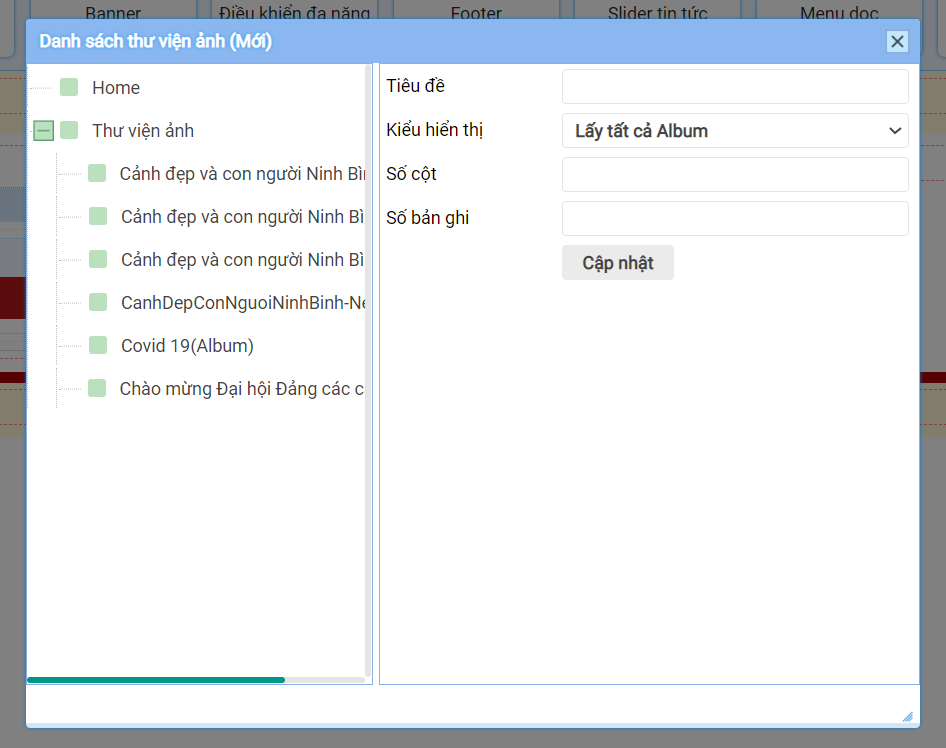 Banner
Điều khiển đa năng
Footer
Slider tin tức
Menu dọc
Danh sách thư viện ảnh (Mới)
Home
Thư viện ảnh
Cảnh đẹp và con người Ninh
Cảnh đẹp và con người Ninh
Cảnh đẹp và con người Ninh
CanhDepConNguoiNinhBinh-Ne
Covid 19(Album)
Chào mừng Đại hội Đảng các
Tiêu đề
Kiểu hiển thị
Lấy tất cả Album
Số cột
Số bản ghi
Cập nhật